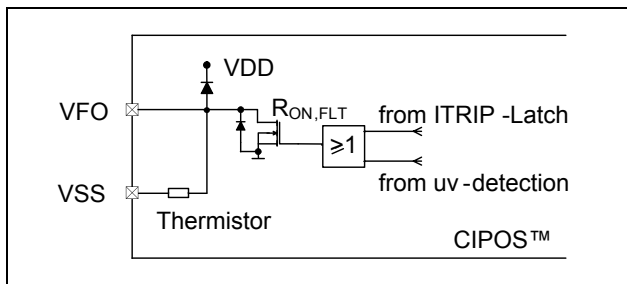 VDD
VFO
RON,FLT
from ITRIP -Latch
≥1
from uv-detection
VSS
Thermistor
CIPOS™